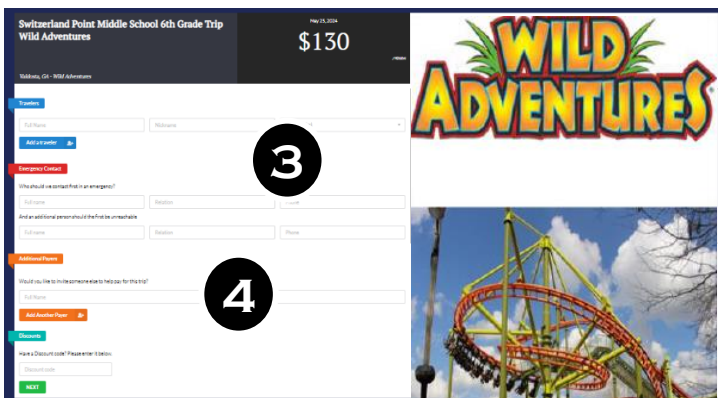 Switzerland Point Middle School 6th Grade Trip
Wild Adventures
May 25, 2024
$130
Valdosta, GA - Wild Adventures
Travelers
Full Name
Nickname
Add a traveler
3
Emergency Contact
Who should we contact first in an emergency?
Full name
Relation
And an additional person should the first be unreachable
Full name
Relation
Phone
Additional Payers
Would you like to invite someone else to help pay for this trip?
Full Name
4
Add Another Payer
Discounts
Have a Discount code? Please enter it below.
Discount code
NEXT
WILD
ADVENTURES